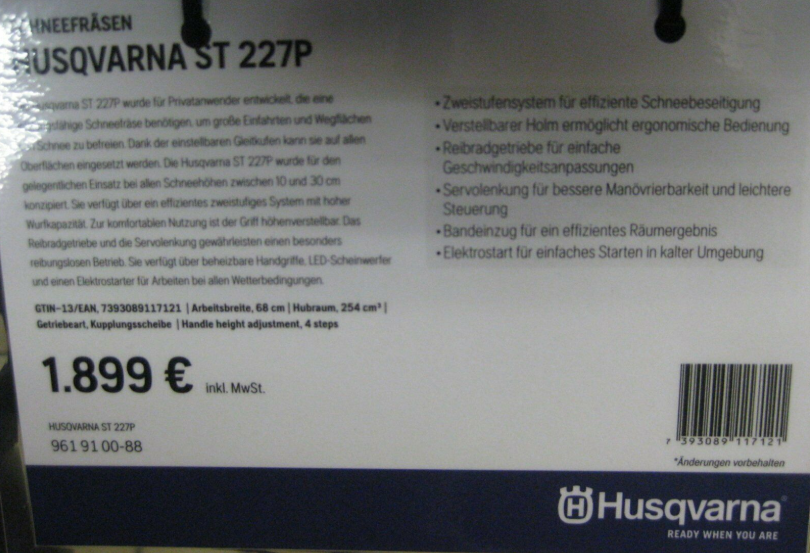 SCHNEEFRÄSEN
HUSQVARNA ST 227P
Husqvarna ST 227P wurde für Privatanwender entwickelt, die eine
Schneefräse benötigen, um große Einfahrten und Wegflächen
Schnee zu befreien. Dank der einstellbaren Gleitkufen kann sie auf allen
Oberflächen eingesetzt werden. Die Husqvarna ST 227P wurde für den
gelegentlichen Einsatz bei allen Schneehöhen zwischen 10 und 30 cm
konzipiert. Sie verfügt über ein effizientes zweistufiges System mit hoher
Wurfkapazität. Zur komfortablen Nutzung ist der Griff höhenverstellbar. Das
Reibradgetriebe und die Servolenkung gewährleisten einen besonders
reibungslosen Betrieb. Sie verfügt über beheizbare Handgriffe, LED-Scheinwerfer
und einen Elektrostarter für Arbeiten bei allen Wetterbedingungen.
GTIN-13/EAN, 7393089117121 | Arbeitsbreite, 68 cm | Hubraum, 254 cm³ |
Getriebeart, Kupplungsscheibe | Handle height adjustment, 4 steps
1.899 € inkl. MwSt.
HUSQVARNA ST 227P
961 91 00-88
• Zweistufensystem für effiziente Schneebeseitigung
• Verstellbarer Holm ermöglicht ergonomische Bedienung
• Reibradgetriebe für einfache
Geschwindigkeitsanpassungen
• Servolenkung für bessere Manövrierbarkeit und leichtere
Steuerung
• Bandeinzug für ein effizientes Räumergebnis
• Elektrostart für einfaches Starten in kalter Umgebung
7 393089 117121
*Änderungen vorbehalten
Husqvarna®
READY WHEN YOU ARE